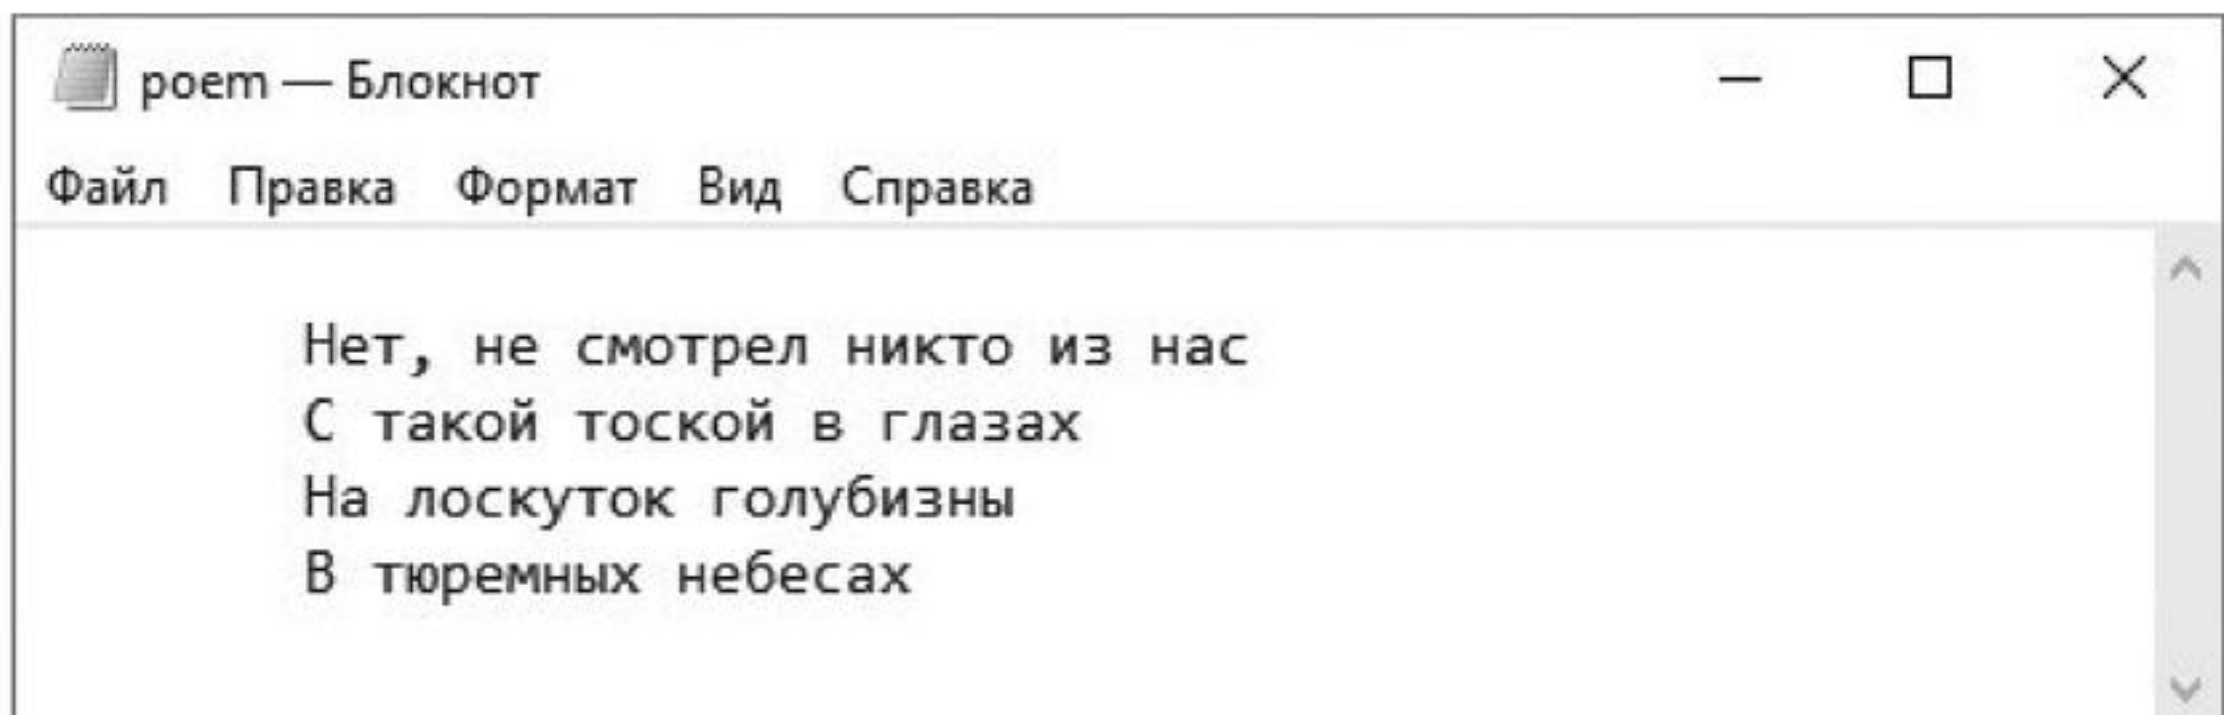 poem — Блокнот
Файл Правка Формат Вид Справка
Нет, не смотрел никто из нас
С такой тоской в глазах
На лоскуток голубизны
В тюремных небесах